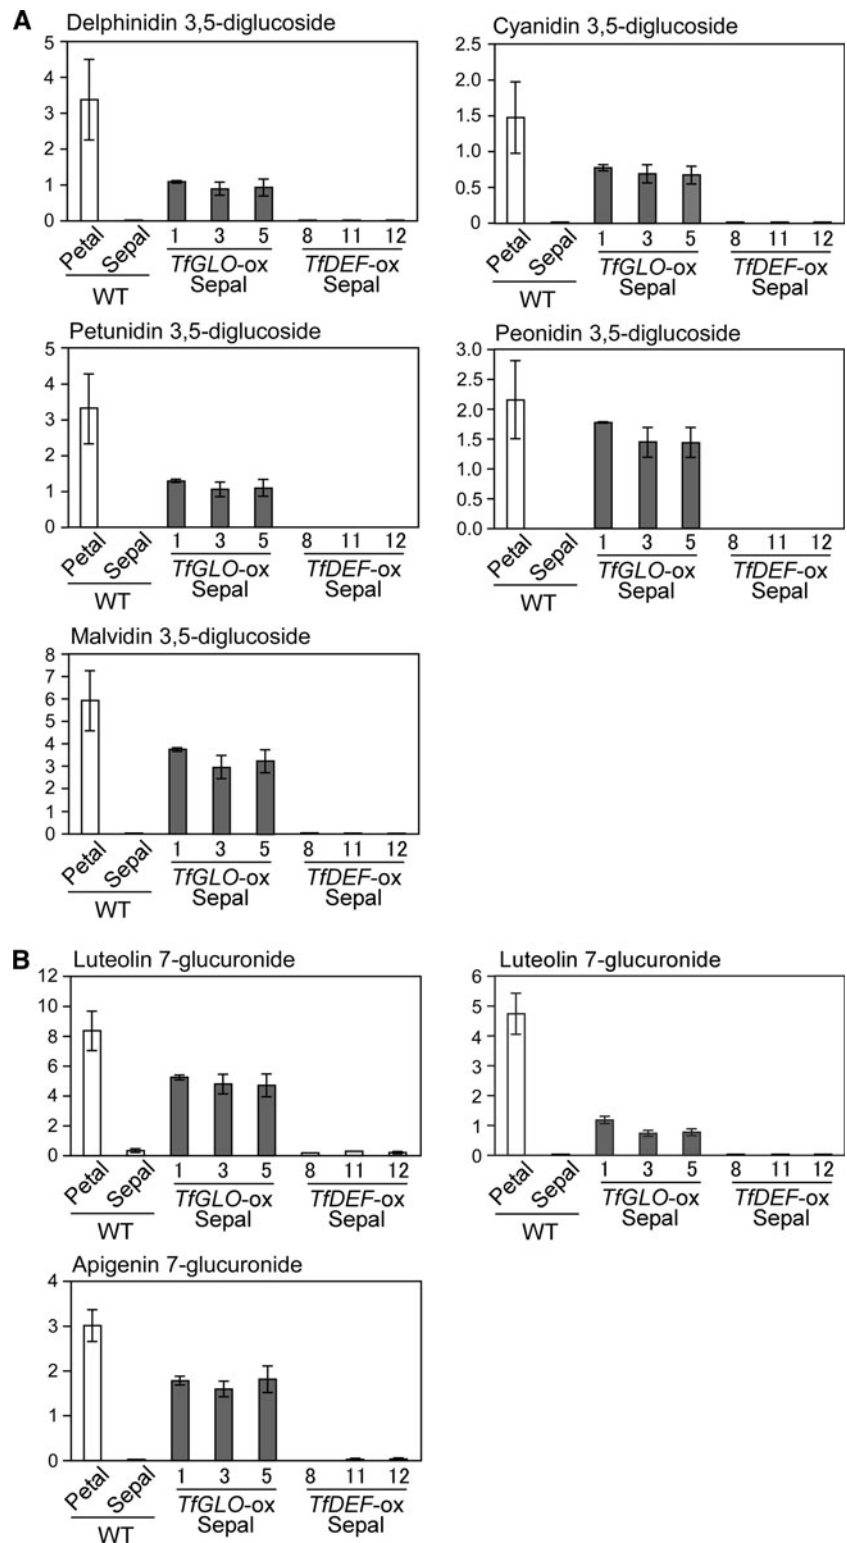 A
Delphinidin 3,5-diglucoside
5
4
3
2
1
0
Petal Sepal 1 3 5 8 11 12
TfGLO-ox TfDEF-ox
WT Sepal Sepal
Cyanidin 3,5-diglucoside
2.5
2.0
1.5
1.0
0.5
0
Petal Sepal 1 3 5 8 11 12
TfGLO-ox TfDEF-ox
WT Sepal Sepal
Petunidin 3,5-diglucoside
5
4
3
2
1
0
Petal Sepal 1 3 5 8 11 12
TfGLO-ox TfDEF-ox
WT Sepal Sepal
Peonidin 3,5-diglucoside
3.0
2.5
2.0
1.5
1.0
0.5
0.0
Petal Sepal 1 3 5 8 11 12
TfGLO-ox TfDEF-ox
WT Sepal Sepal
Malvidin 3,5-diglucoside
8
7
6
5
4
3
2
1
0
Petal Sepal 1 3 5 8 11 12
TfGLO-ox TfDEF-ox
WT Sepal Sepal
B
Luteolin 7-glucuronide
12
10
8
6
4
2
0
Petal Sepal 1 3 5 8 11 12
TfGLO-ox TfDEF-ox
WT Sepal Sepal
Luteolin 7-glucuronide
6
5
4
3
2
1
0
Petal Sepal 1 3 5 8 11 12
TfGLO-ox TfDEF-ox
WT Sepal Sepal
Apigenin 7-glucuronide
4
3
2
1
0
Petal Sepal 1 3 5 8 11 12
TfGLO-ox TfDEF-ox
WT Sepal Sepal